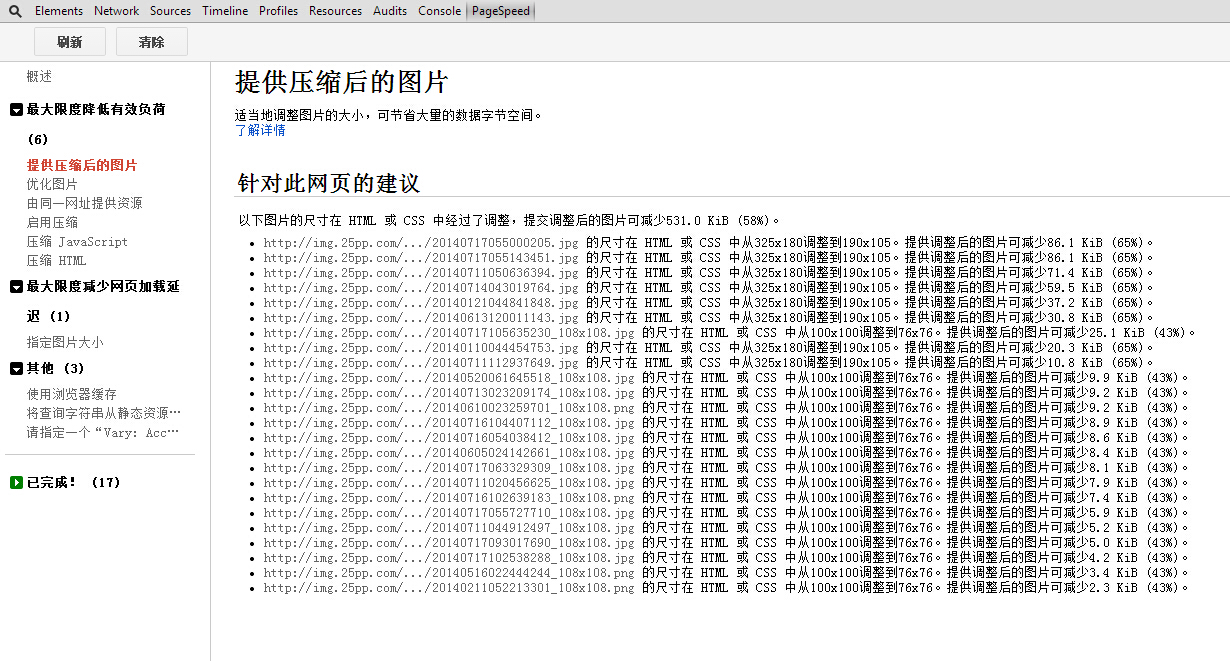 Elements Network Sources Timeline Profiles Resources Audits Console PageSpeed
刷新 清除
概述
最大限度降低有效负荷
(6)
提供压缩后的图片
优化图片
由同一网址提供资源
启用压缩
压缩 JavaScript
压缩 HTML
最大限度减少网页加载延
迟 (1)
指定图片大小
其他 (3)
使用浏览器缓存
将查询字符串从静态资源…
请指定一个“Vary: Acc…
已完成! (17)
提供压缩后的图片
适当地调整图片的大小，可节省大量的数据字节空间。
了解详情
针对此网页的建议
以下图片的尺寸在 HTML 或 CSS 中经过了调整，提交调整后的图片可减少531.0 KiB (58%)。
http://img.25pp.com/.../20140717055000205.jpg 的尺寸在 HTML 或 CSS 中从325x180调整到190x105。提供调整后的图片可减少86.1 KiB (65%)。
http://img.25pp.com/.../20140717055143451.jpg 的尺寸在 HTML 或 CSS 中从325x180调整到190x105。提供调整后的图片可减少86.1 KiB (65%)。
http://img.25pp.com/.../20140711050636394.jpg 的尺寸在 HTML 或 CSS 中从325x180调整到190x105。提供调整后的图片可减少71.4 KiB (65%)。
http://img.25pp.com/.../20140714043019764.jpg 的尺寸在 HTML 或 CSS 中从325x180调整到190x105。提供调整后的图片可减少59.5 KiB (65%)。
http://img.25pp.com/.../20140121044841848.jpg 的尺寸在 HTML 或 CSS 中从325x180调整到190x105。提供调整后的图片可减少37.2 KiB (65%)。
http://img.25pp.com/.../20140613120011143.jpg 的尺寸在 HTML 或 CSS 中从325x180调整到190x105。提供调整后的图片可减少30.8 KiB (65%)。
http://img.25pp.com/.../20140717105635230_108x108.jpg 的尺寸在 HTML 或 CSS 中从100x100调整到76x76。提供调整后的图片可减少25.1 KiB (43%)。
http://img.25pp.com/.../20140110044454753.jpg 的尺寸在 HTML 或 CSS 中从325x180调整到190x105。提供调整后的图片可减少20.3 KiB (65%)。
http://img.25pp.com/.../20140711112937649.jpg 的尺寸在 HTML 或 CSS 中从325x180调整到190x105。提供调整后的图片可减少10.8 KiB (65%)。
http://img.25pp.com/.../20140520061645518_108x108.jpg 的尺寸在 HTML 或 CSS 中从100x100调整到76x76。提供调整后的图片可减少9.9 KiB (43%)。
http://img.25pp.com/.../20140713023209174_108x108.jpg 的尺寸在 HTML 或 CSS 中从100x100调整到76x76。提供调整后的图片可减少9.2 KiB (43%)。
http://img.25pp.com/.../20140610023259701_108x108.png 的尺寸在 HTML 或 CSS 中从100x100调整到76x76。提供调整后的图片可减少9.2 KiB (43%)。
http://img.25pp.com/.../20140716104407112_108x108.jpg 的尺寸在 HTML 或 CSS 中从100x100调整到76x76。提供调整后的图片可减少8.9 KiB (43%)。
http://img.25pp.com/.../20140716054038412_108x108.jpg 的尺寸在 HTML 或 CSS 中从100x100调整到76x76。提供调整后的图片可减少8.6 KiB (43%)。
http://img.25pp.com/.../20140605024142661_108x108.jpg 的尺寸在 HTML 或 CSS 中从100x100调整到76x76。提供调整后的图片可减少8.4 KiB (43%)。
http://img.25pp.com/.../20140717063329309_108x108.jpg 的尺寸在 HTML 或 CSS 中从100x100调整到76x76。提供调整后的图片可减少8.1 KiB (43%)。
http://img.25pp.com/.../20140711020456625_108x108.jpg 的尺寸在 HTML 或 CSS 中从100x100调整到76x76。提供调整后的图片可减少7.9 KiB (43%)。
http://img.25pp.com/.../20140716102639183_108x108.png 的尺寸在 HTML 或 CSS 中从100x100调整到76x76。提供调整后的图片可减少7.4 KiB (43%)。
http://img.25pp.com/.../20140717055727710_108x108.jpg 的尺寸在 HTML 或 CSS 中从100x100调整到76x76。提供调整后的图片可减少5.9 KiB (43%)。
http://img.25pp.com/.../20140711044912497_108x108.jpg 的尺寸在 HTML 或 CSS 中从100x100调整到76x76。提供调整后的图片可减少5.2 KiB (43%)。
http://img.25pp.com/.../20140717093017690_108x108.jpg 的尺寸在 HTML 或 CSS 中从100x100调整到76x76。提供调整后的图片可减少5.0 KiB (43%)。
http://img.25pp.com/.../20140717102538288_108x108.jpg 的尺寸在 HTML 或 CSS 中从100x100调整到76x76。提供调整后的图片可减少4.2 KiB (43%)。
http://img.25pp.com/.../20140516022444244_108x108.png 的尺寸在 HTML 或 CSS 中从100x100调整到76x76。提供调整后的图片可减少3.4 KiB (43%)。
http://img.25pp.com/.../20140211052213301_108x108.png 的尺寸在 HTML 或 CSS 中从100x100调整到76x76。提供调整后的图片可减少2.3 KiB (43%)。